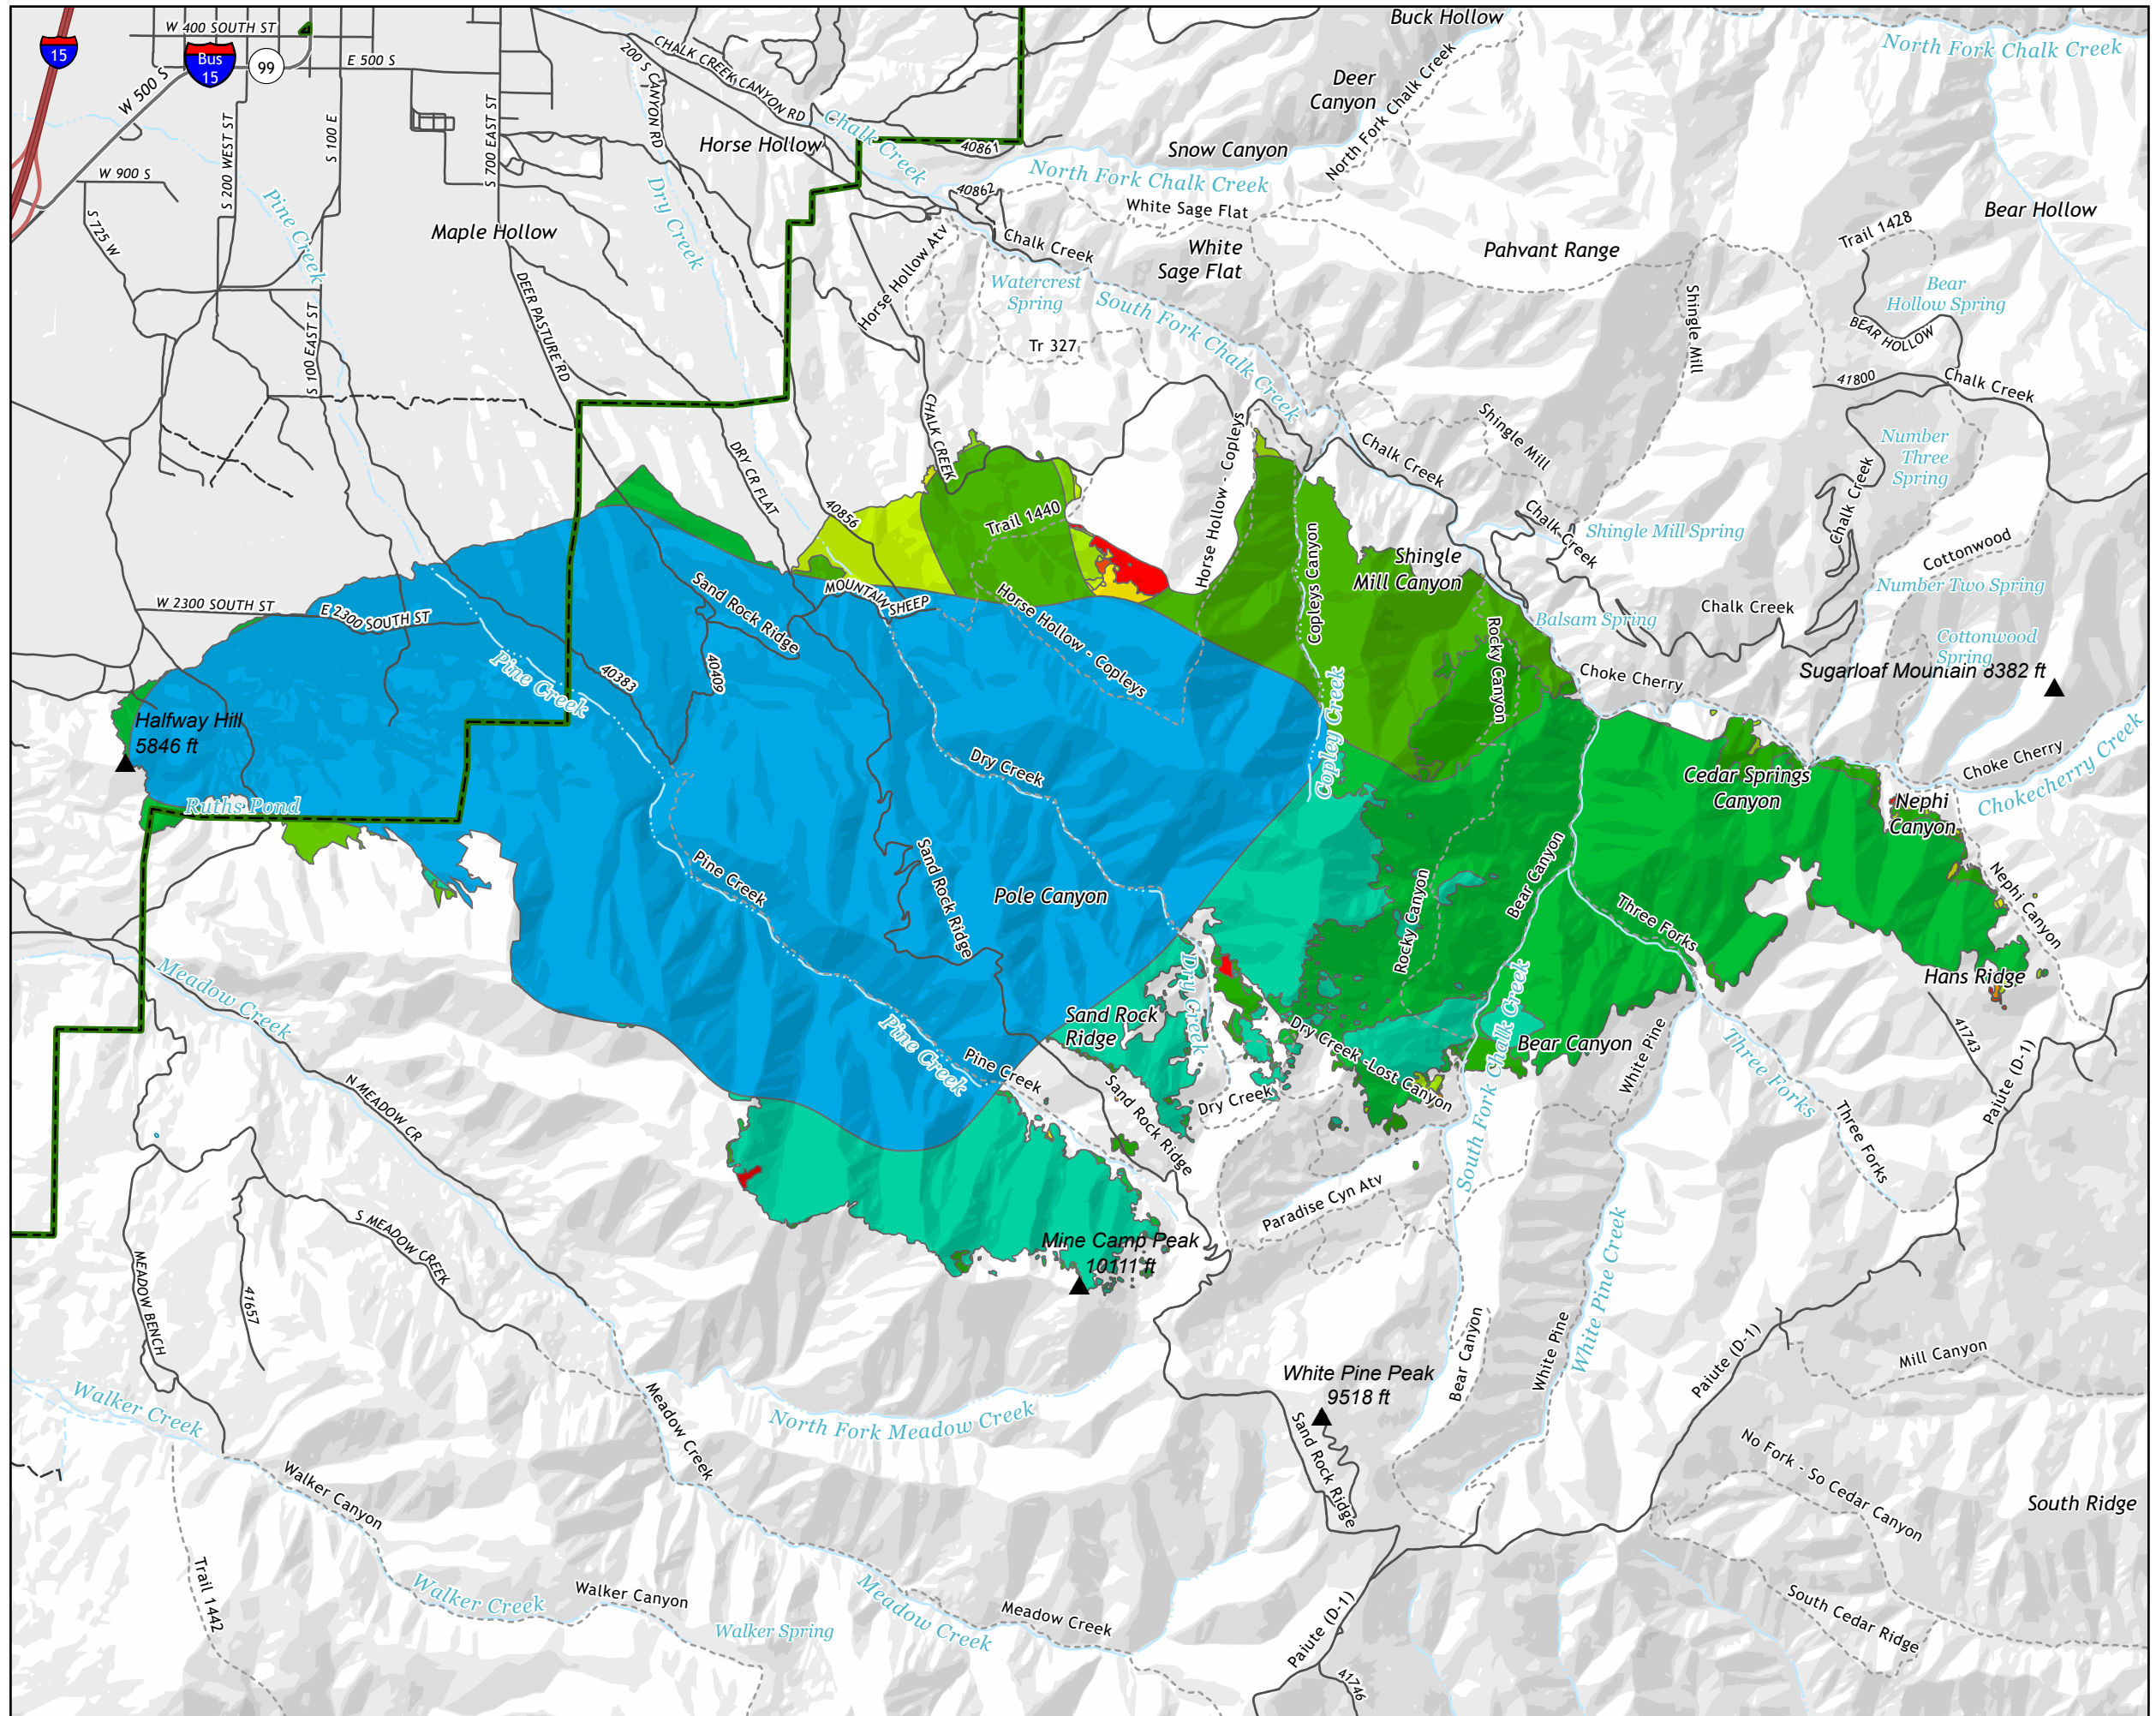 Buck Hollow
W 400 SOUTH ST
15
Bus
15
99
E 500 S
W 500 S
CHALK CREEK CANYON RD
200 S CANYON RD
North Fork Chalk Creek
Deer
Canyon
North Fork Chalk Creek
S 200 WEST ST
S 100 E
S 700 EAST ST
Horse Hollow
Chalk Creek
40861
Snow Canyon
North Fork Chalk Creek
W 900 S
S 725 W
Pine Creek
Dry Creek
40862
White Sage Flat
Bear Hollow
Trail 1428
Maple Hollow
Horse Hollow Atv
Chalk Creek
White
Sage Flat
Pahvant Range
Watercrest
Spring
South Fork Chalk Creek
Shingle Mill
Bear
Hollow Spring
BEAR HOLLOW
DEER PASTURE RD
S 100 EAST ST
Tr 327
41800
Chalk Creek
CHALK CREEK
Horse Hollow - Copleys
Shingle Mill
Chalk Creek
Number
Three
Spring
Chalk Creek
DRY CR FLAT
40856
Trail 1440
Chalk Creek
Shingle Mill Spring
Cottonwood
Copleys Canyon
Shingle
Mill Canyon
Number Two Spring
Sand Rock Ridge
MOUNTAIN SHEEP
Horse Hollow - Copleys
W 2300 SOUTH ST
E 2300 SOUTH ST
Rocky Canyon
Balsam Spring
Chalk Creek
Cottonwood
Spring
Pine Creek
40383
40409
Choke Cherry
Sugarloaf Mountain 8382 ft
Halfway Hill
5846 ft
Copley Creek
Dry Creek
Cedar Springs
Canyon
Choke Cherry
Chokecherry Creek
Ruths Pond
Nephi
Canyon
Pine Creek
Sand Rock Ridge
Pole Canyon
Rocky Canyon
Bear Canyon
Three Forks
Nephi Canyon
Meadow Creek
Dry Creek
Hans Ridge
Sand Rock
Ridge
Pine Creek
Pine Creek
Dry Creek -Lost Canyon
South Fork Chalk Creek
Bear Canyon
White Pine
Three Forks
41743
Paiute (D-1)
N MEADOW CR
Sand Rock Ridge
Dry Creek
Three Forks
Paradise Cyn Atv
S MEADOW CREEK
Mine Camp Peak
10111 ft
MEADOW BENCH
41657
White Pine Creek
Bear Canyon
White Pine
Paiute (D-1)
Mill Canyon
White Pine Peak
9518 ft
Walker Creek
Meadow Creek
North Fork Meadow Creek
Sand Rock Ridge
No Fork - So Cedar Canyon
Walker Canyon
South Ridge
Trail 1442
Walker Creek
Walker Canyon
Walker Spring
Meadow Creek
Meadow Creek
Paiute (D-1)
41746
South Cedar Ridge